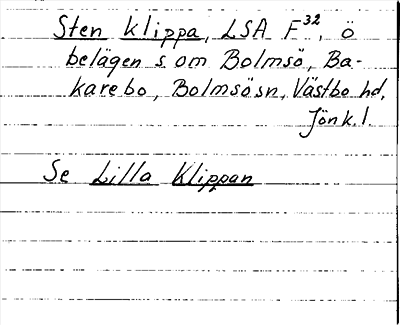 Sten Klippa, LSA F³², ö
belägen s om Bolmsö, Ba-
karebo, Bolmsösn, Västbo hd,
Jönk.l.
Se Lilla Klippan